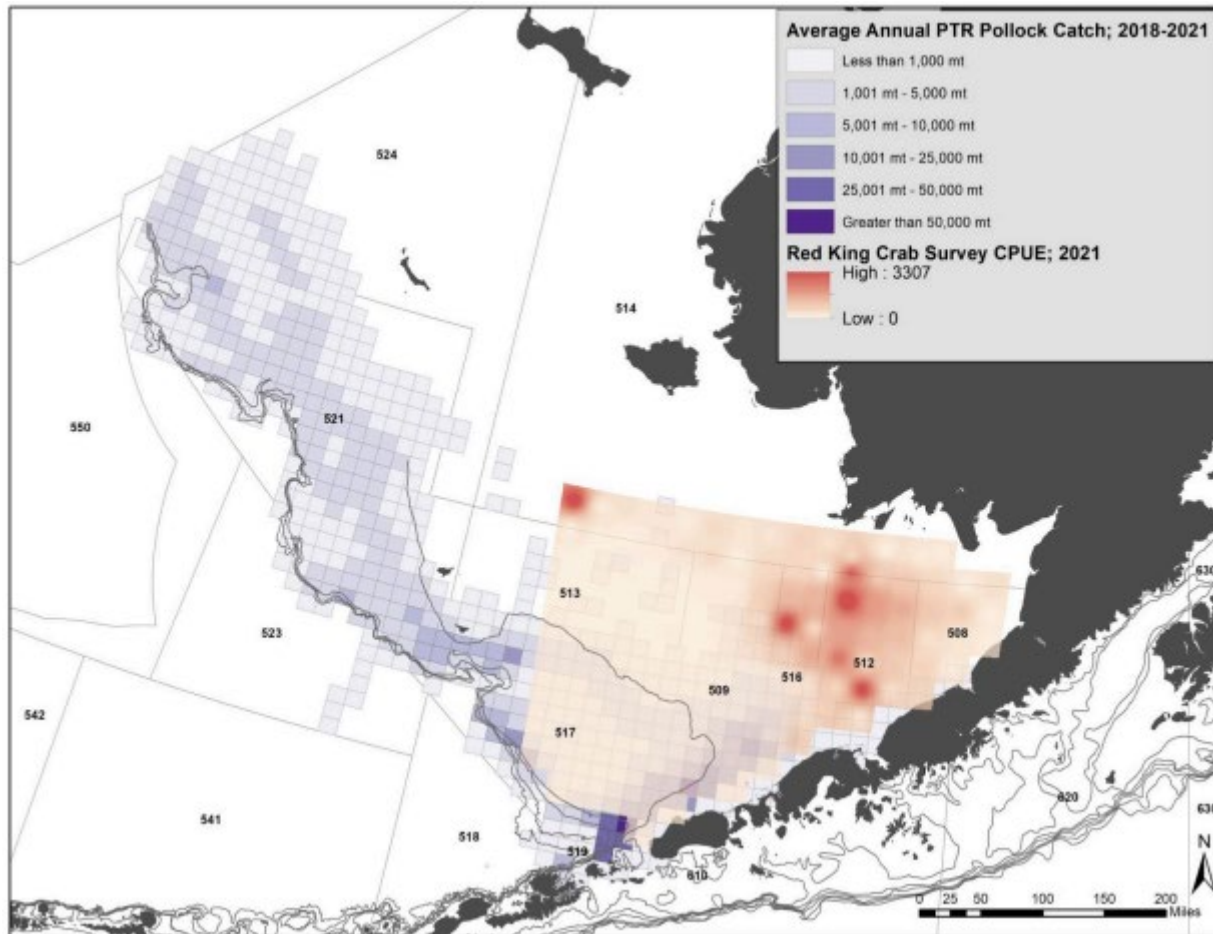 Average Annual PTR Pollock Catch; 2018-2021
Less than 1,000 mt
1,001 mt - 5,000 mt
5,001 mt - 10,000 mt
10,001 mt - 25,000 mt
25,001 mt - 50,000 mt
Greater than 50,000 mt
Red King Crab Survey CPUE; 2021
High : 3307
Low : 0
524
514
550
521
513
523
508
512
516
509
542
517
541
518
519
610
620
630
630
N
0 25 50 100 150 200
Miles